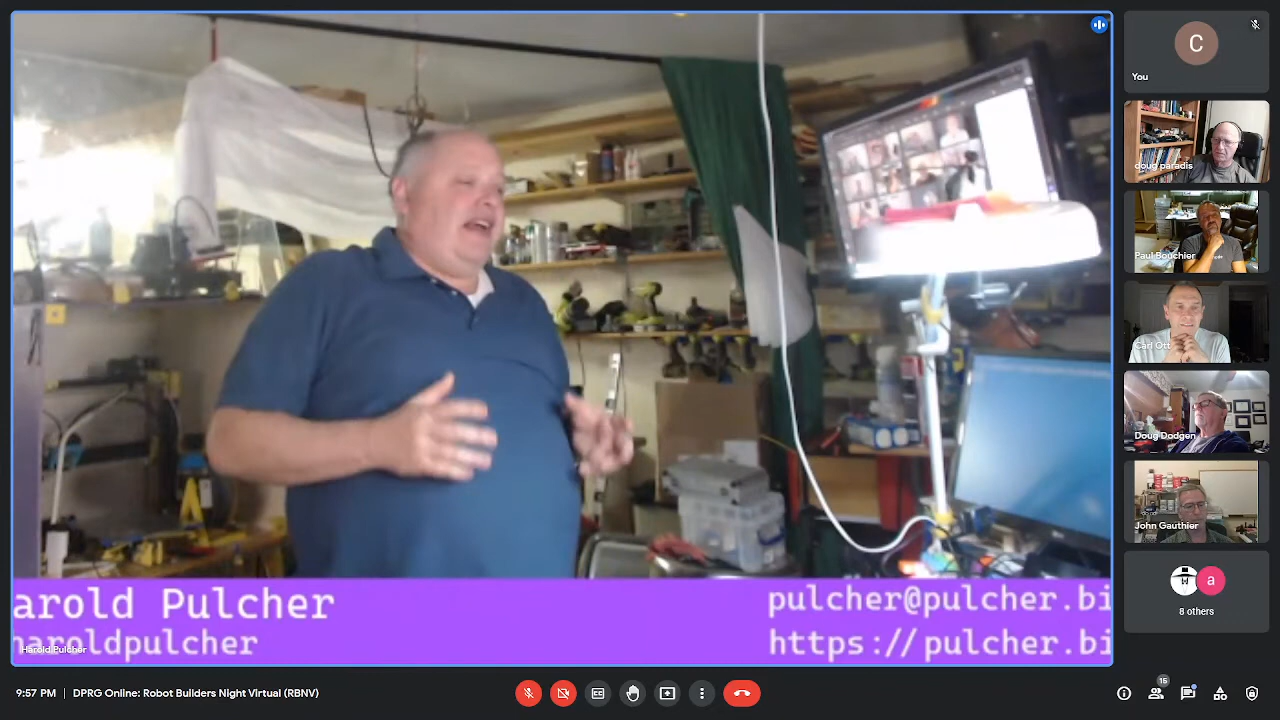 C
You
doug paradis
Paul Bouchier
Carl Ott
Doug Dodgen
John Gauthier
W
a
8 others
arold Pulcher
haroldpulcher
pulcher@pulcher.bi
https://pulcher.bi
Harold Pulcher
9:57 PM | DPRG Online: Robot Builders Night Virtual (RBNV)
15